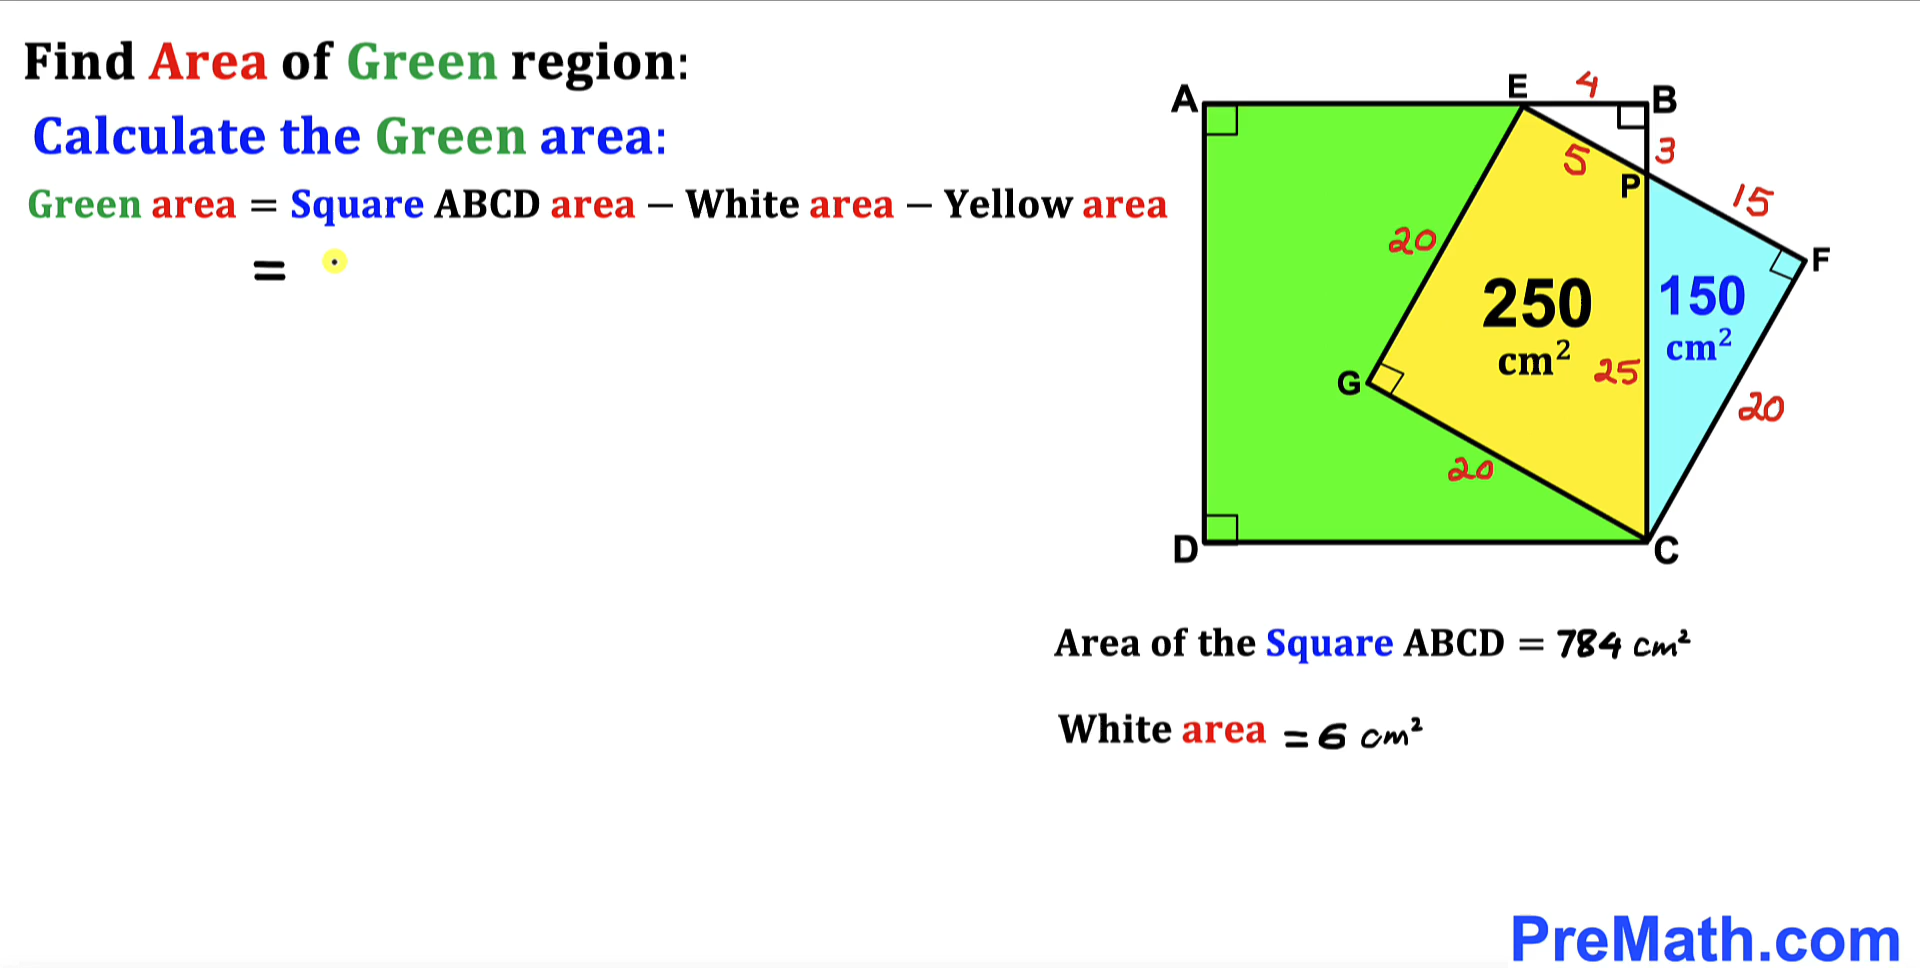 Find Area of Green region:
Calculate the Green area:
Green area = Square ABCD area – White area – Yellow area
=
A
E
4
B
3
5
P
15
F
20
250
cm²
150
cm²
25
G
20
20
D
C
Area of the Square ABCD = 784 cm²
White area = 6 cm²
PreMath.com